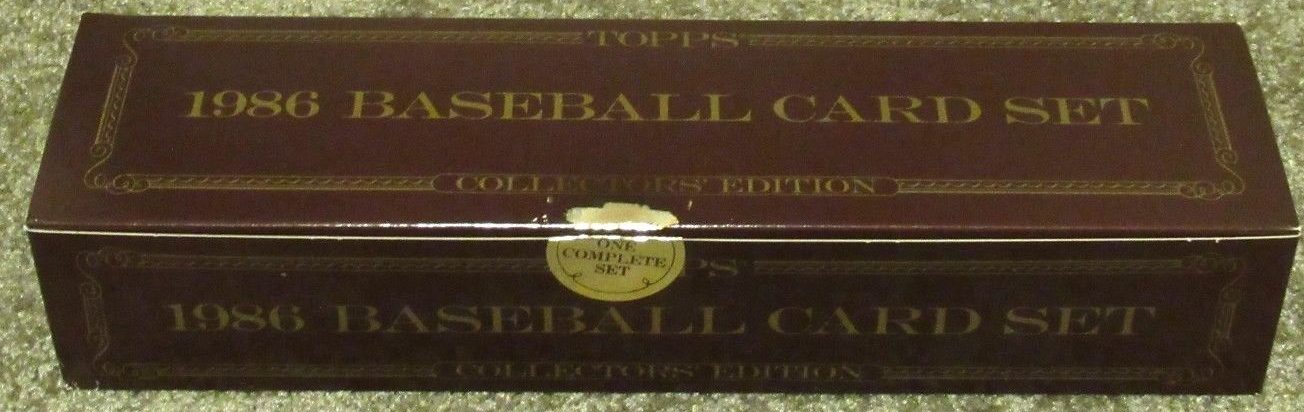 TOPPS
1986 BASEBALL CARD SET
COLLECTORS' EDITION
ONE
COMPLETE
SET
1986 BASEBALL CARD SET
COLLECTORS' EDITION